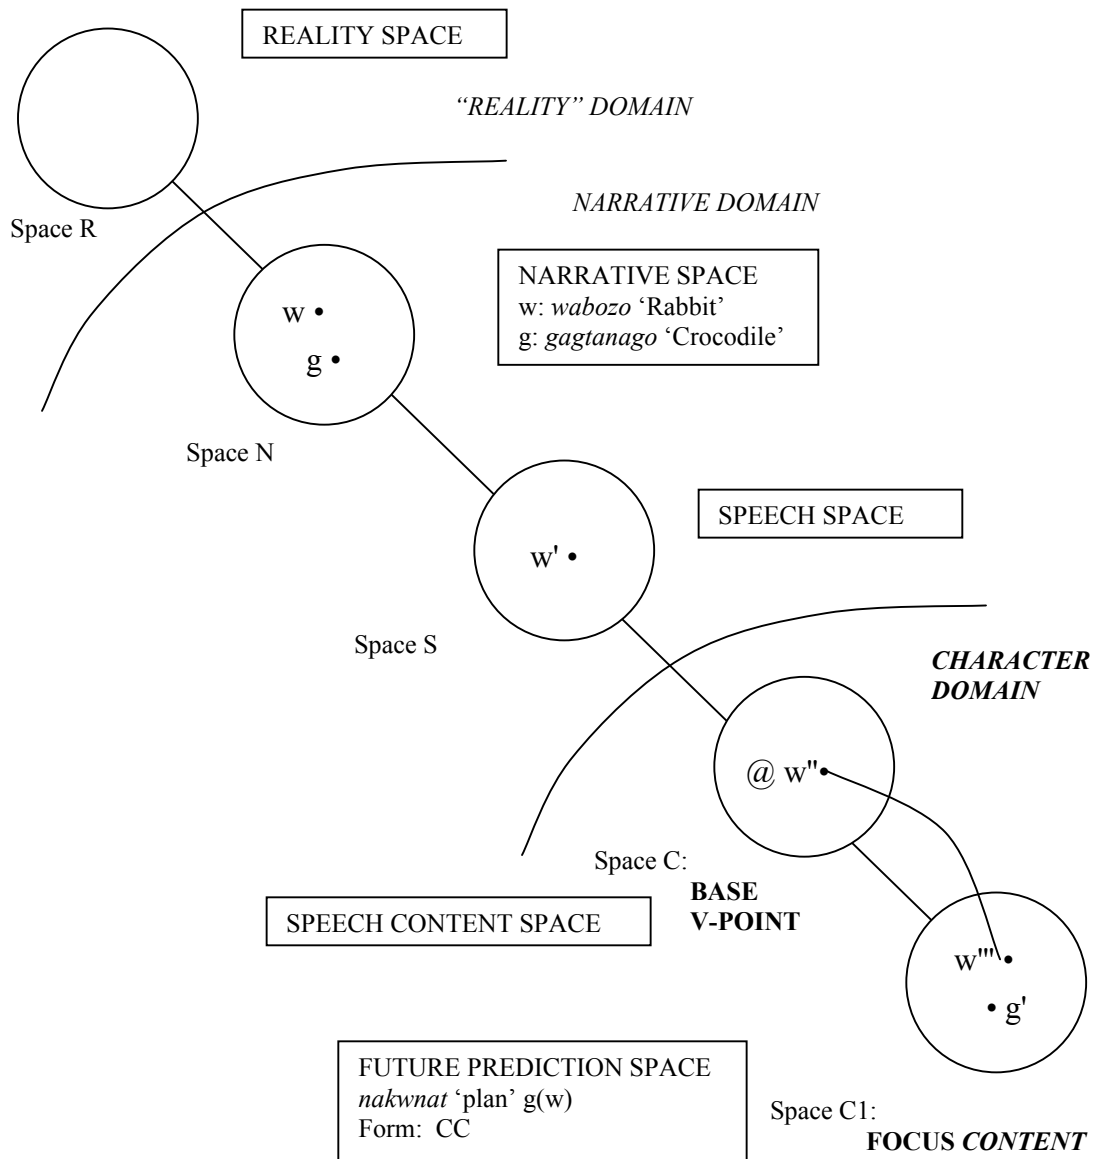 REALITY SPACE
“REALITY” DOMAIN
Space R
NARRATIVE DOMAIN
NARRATIVE SPACE
w: wabozo ‘Rabbit’
g: gagtanago ‘Crocodile’
w •
g •
Space N
SPEECH SPACE
w' •
Space S
CHARACTER
DOMAIN
@ w"•
Space C:
BASE
V-POINT
SPEECH CONTENT SPACE
w"' •
• g'
FUTURE PREDICTION SPACE
nakwnat ‘plan’ g(w)
Form: CC
Space C1:
FOCUS CONTENT